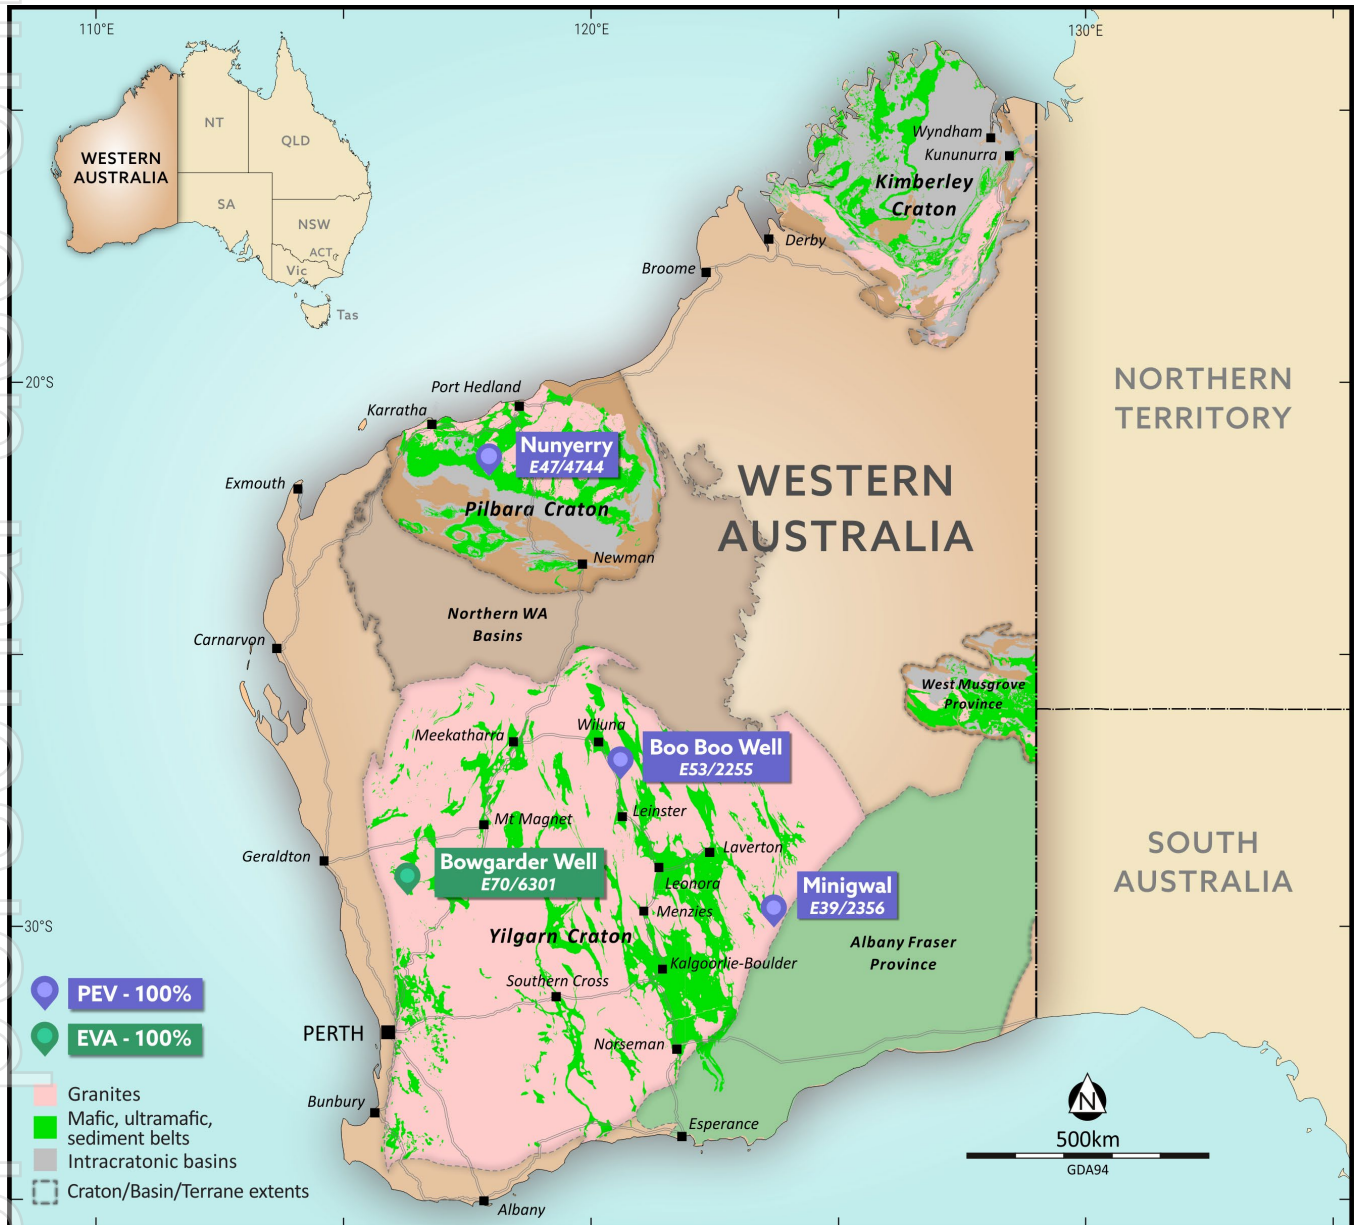 110°E
120°E
130°E
NT
QLD
WESTERN
AUSTRALIA
SA
NSW
ACT
Vic
Tas
Wyndham
Kununurra
Kimberley
Craton
Derby
Broome
20°S
Port Hedland
Karratha
Nunyerry
E47/4744
Exmouth
Pilbara Craton
Newman
WESTERN
AUSTRALIA
NORTHERN
TERRITORY
Northern WA
Basins
Carnarvon
West Musgrove
Province
Meekatharra
Wiluna
Boo Boo Well
E53/2255
Leinster
Mt Magnet
Geraldton
Bowgarder Well
E70/6301
Laverton
Leonora
Minigwal
E39/2356
Menzies
SOUTH
AUSTRALIA
30°S
Yilgarn Craton
Albany Fraser
Province
Kalgoorlie-Boulder
Southern Cross
PEV - 100%
EVA - 100%
PERTH
Norseman
Bunbury
Esperance
Albany
Granites
Mafic, ultramafic,
sediment belts
Intracratonic basins
Craton/Basin/Terrane extents
N
500km
GDA94